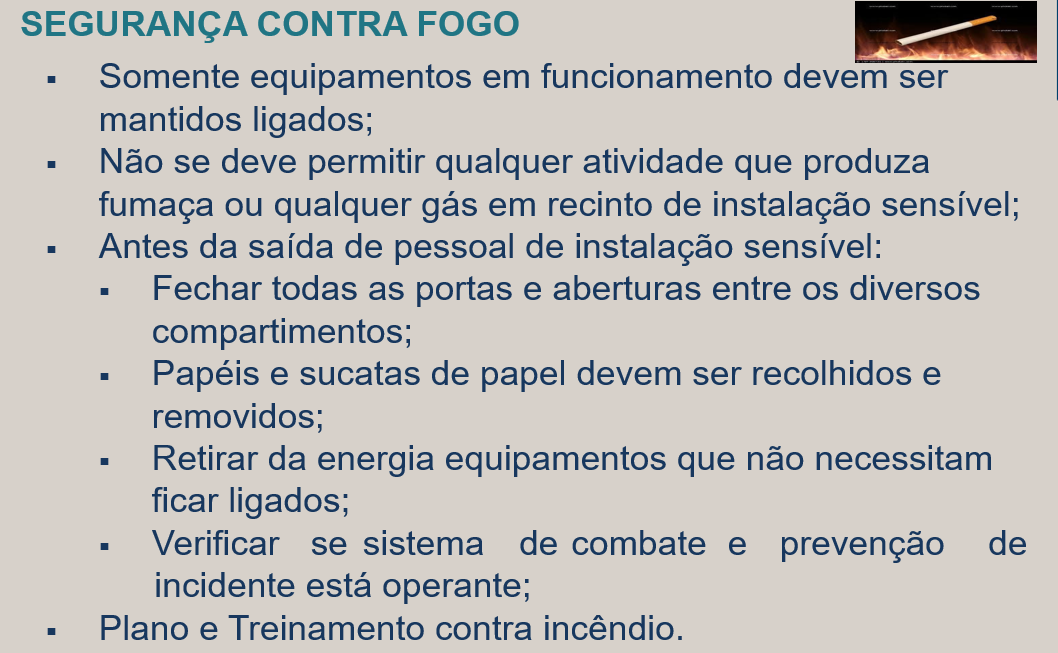 SEGURANÇA CONTRA FOGO
▪ Somente equipamentos em funcionamento devem ser
mantidos ligados;
▪ Não se deve permitir qualquer atividade que produza
fumaça ou qualquer gás em recinto de instalação sensível;
▪ Antes da saída de pessoal de instalação sensível:
▪ Fechar todas as portas e aberturas entre os diversos
compartimentos;
▪ Papéis e sucatas de papel devem ser recolhidos e
removidos;
▪ Retirar da energia equipamentos que não necessitam
ficar ligados;
▪ Verificar se sistema de combate e prevenção de
incidente está operante;
▪ Plano e Treinamento contra incêndio.